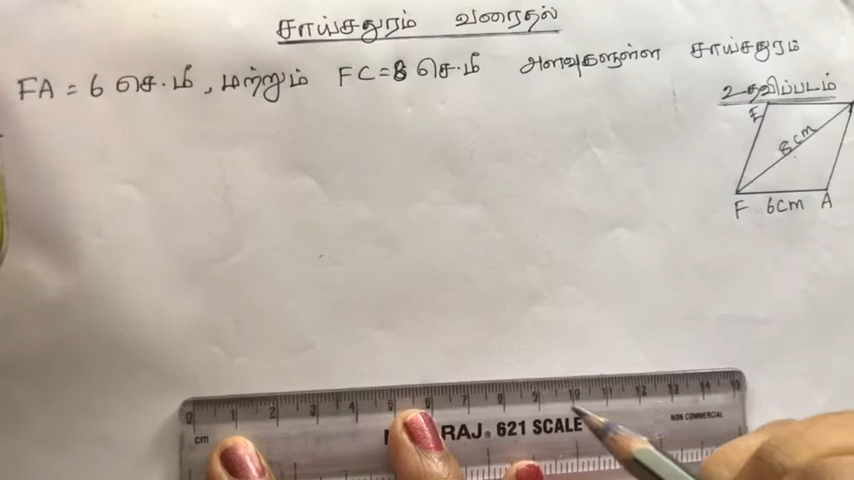 சாய்சதுரம் வரைதல்
FA = 6 செ.மீ, மற்றும் FC = 8 செ.மீ அளவுகளுள்ள சாய்சதுரம்
உதவிப்படம்
E
8cm
F 6cm A
0 1 2 3 4 5 6 7 8 9 10 11 12 13 14 15
cm RAJ® 621 SCALE NON COMMERCIAL